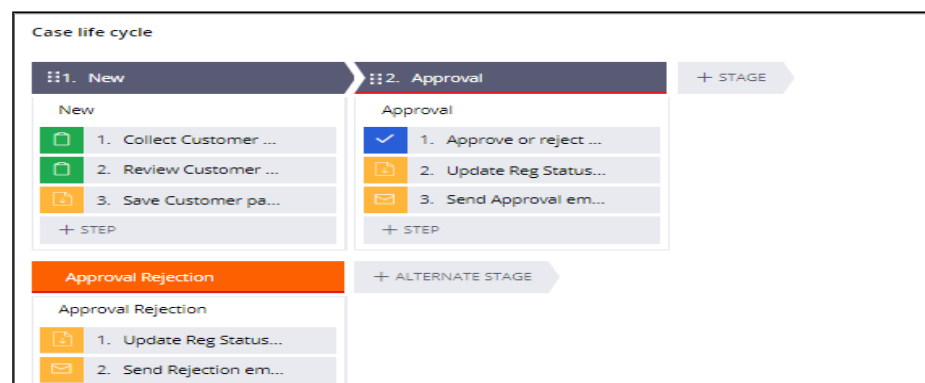 Case life cycle
1. New
2. Approval
+ STAGE
New
1. Collect Customer ...
2. Review Customer ...
3. Save Customer pa...
+ STEP
Approval
1. Approve or reject ...
2. Update Reg Status...
3. Send Approval em...
+ STEP
Approval Rejection
+ ALTERNATE STAGE
Approval Rejection
1. Update Reg Status...
2. Send Rejection em...